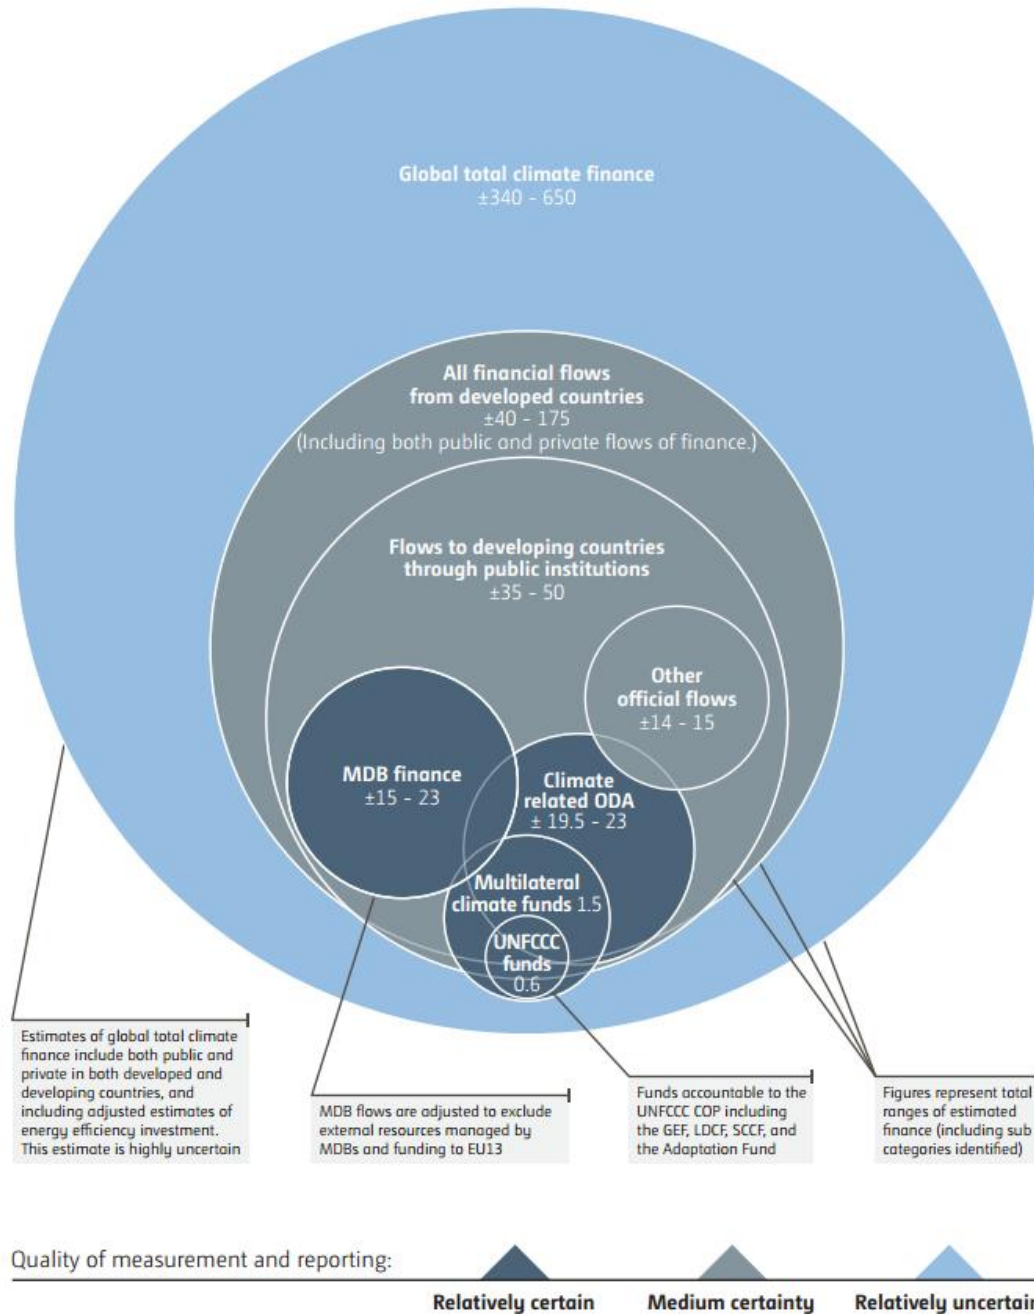 Global total climate finance
±340 - 650
All financial flows
from developed countries
±40 - 175
(Including both public and private flows of finance.)
Flows to developing countries
through public institutions
±35 - 50
Other
official flows
±14 - 15
MDB finance
±15 - 23
Climate
related ODA
± 19.5 - 23
Multilateral
climate funds 1.5
UNFCCC
funds
0.6
Estimates of global total climate
finance include both public and
private in both developed and
developing countries, and
including adjusted estimates of
energy efficiency investment.
This estimate is highly uncertain
MDB flows are adjusted to exclude
external resources managed by
MDBs and funding to EU13
Funds accountable to the
UNFCCC COP including
the GEF, LDCF, SCCF, and
the Adaptation Fund
Figures represent total
ranges of estimated
finance (including sub
categories identified)
Quality of measurement and reporting:
Relatively certain
Medium certainty
Relatively uncertain